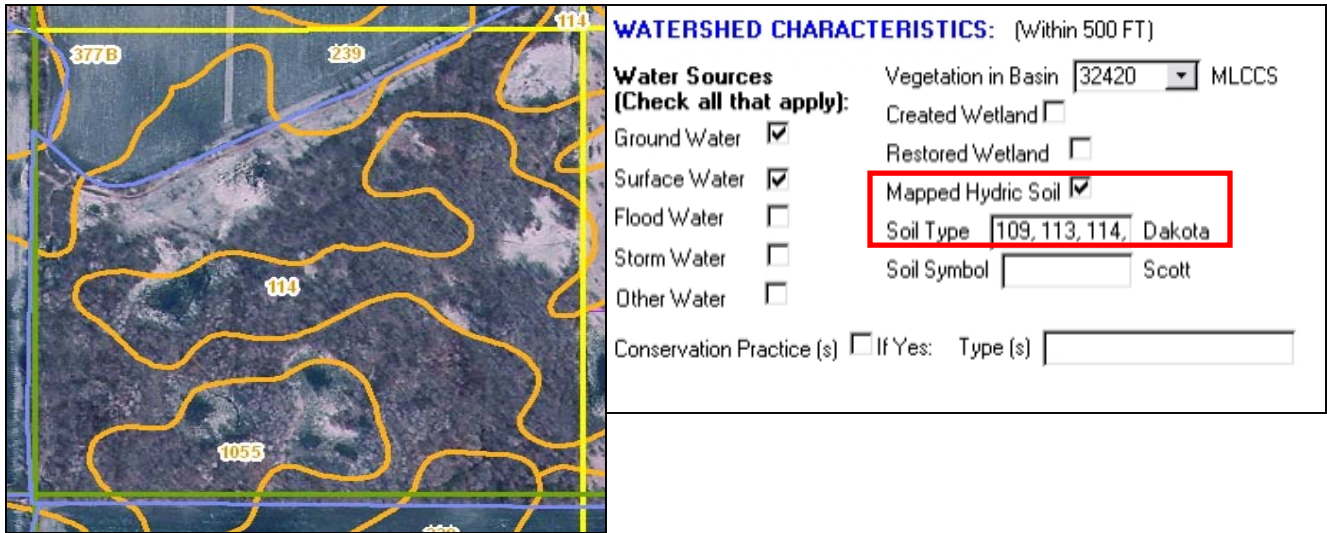 114
377B
239
114
1055
WATERSHED CHARACTERISTICS: (Within 500 FT)
Water Sources
(Check all that apply):
Ground Water
Surface Water
Flood Water
Storm Water
Other Water
Vegetation in Basin 32420 MLCCS
Created Wetland
Restored Wetland
Mapped Hydric Soil
Soil Type 109, 113, 114, Dakota
Soil Symbol Scott
Conservation Practice (s) If Yes: Type (s)